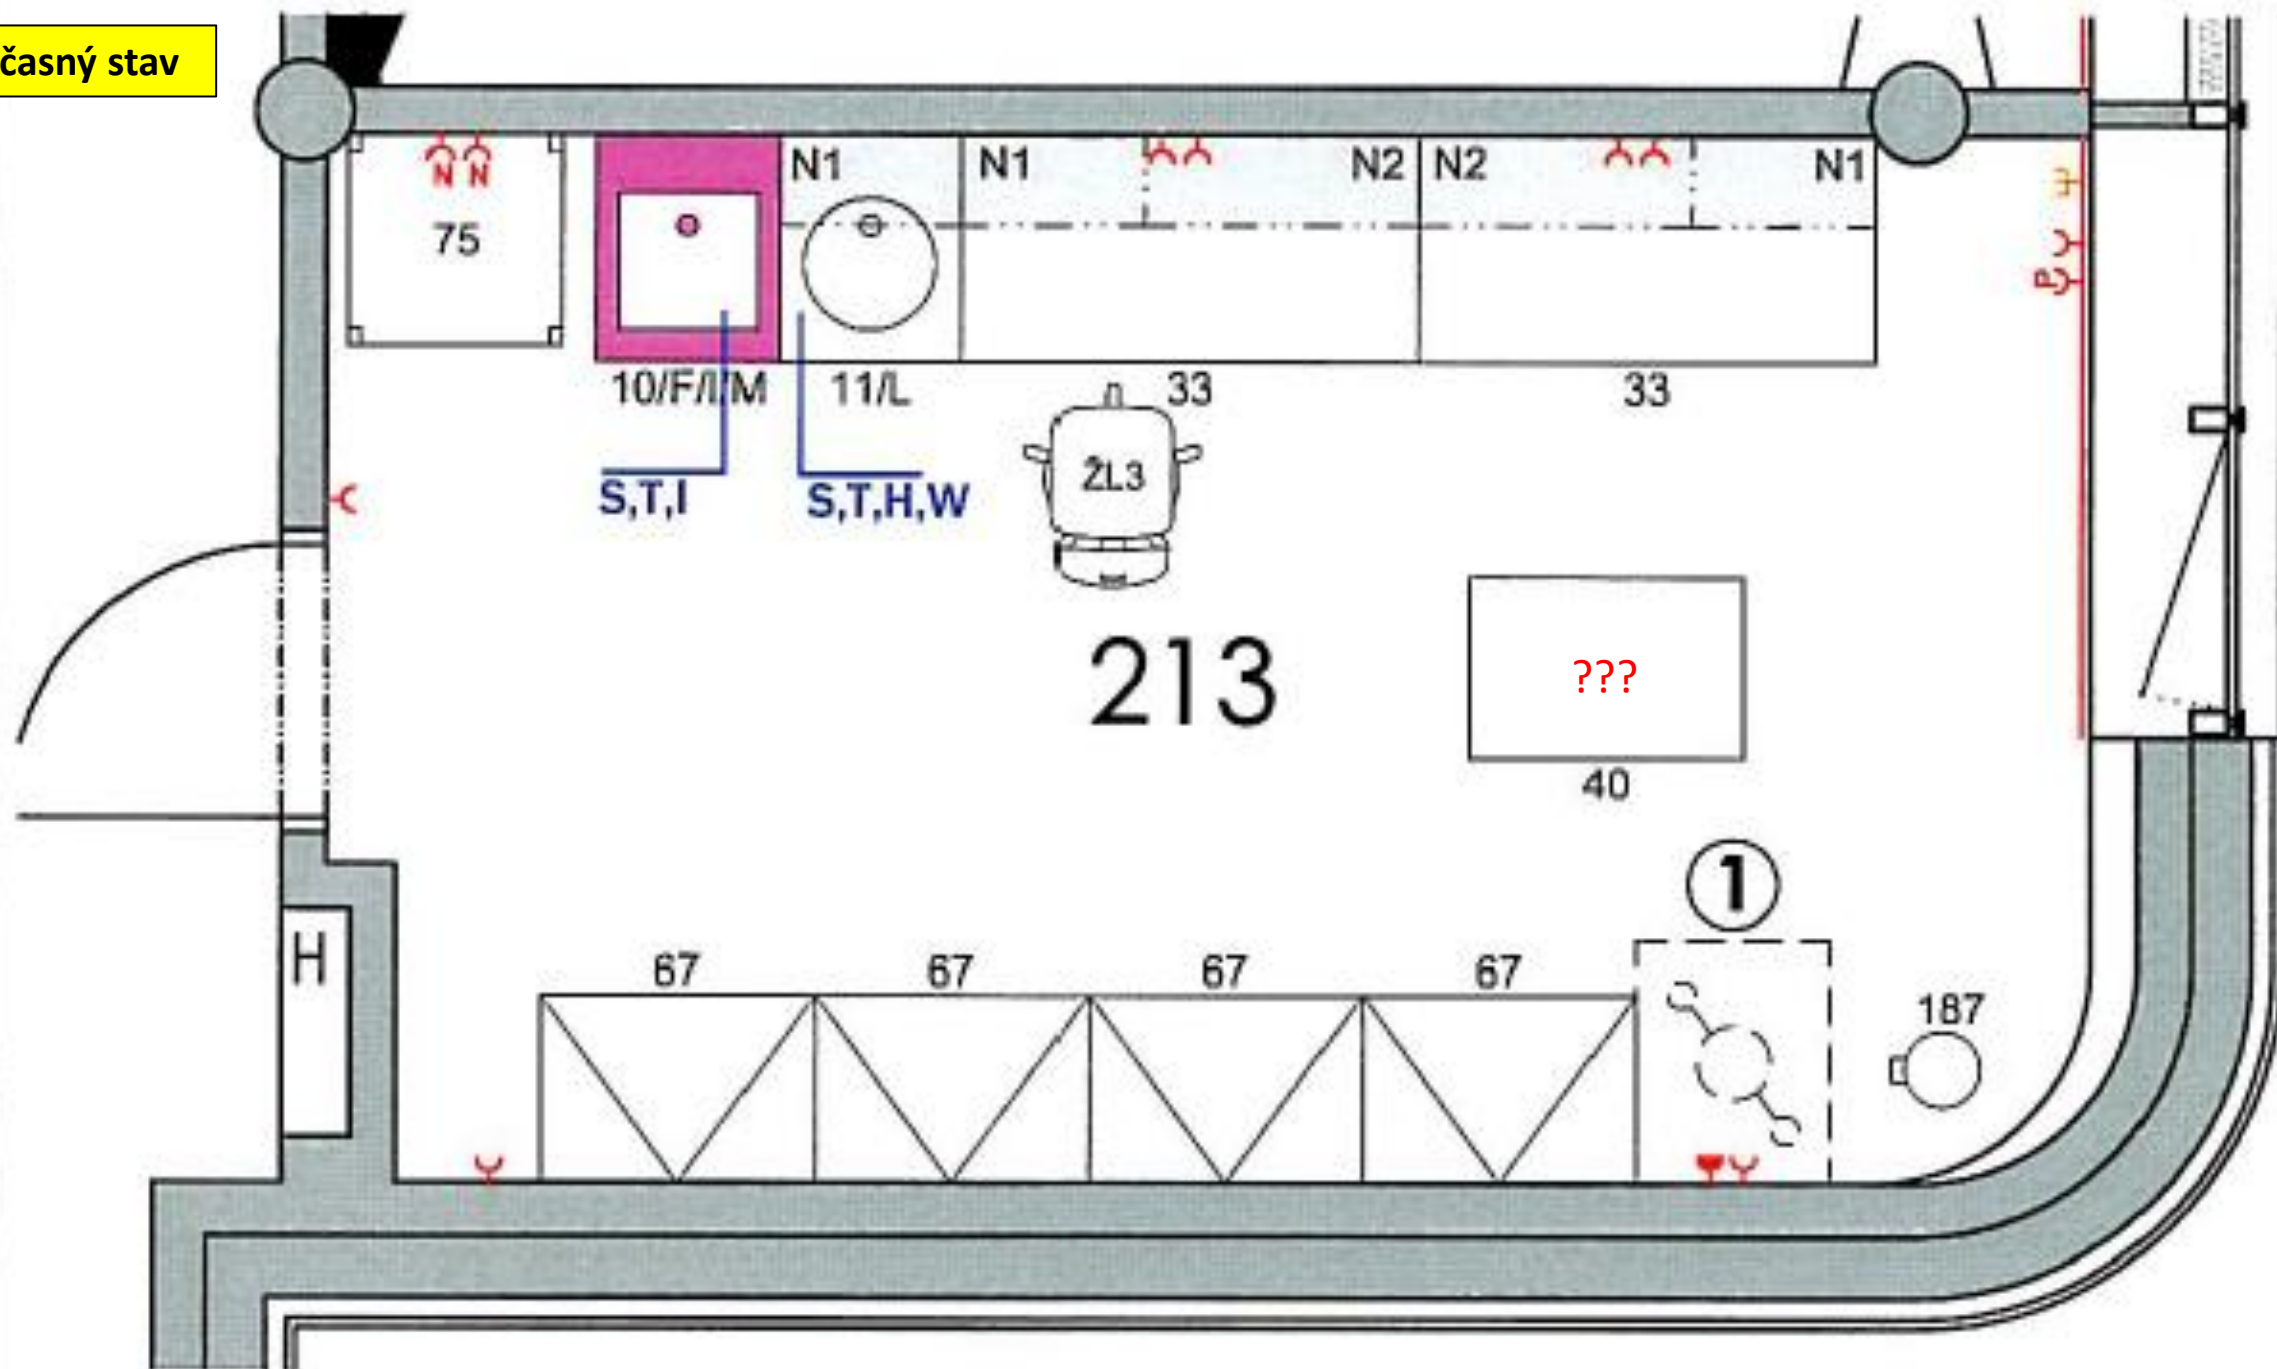 časný stav
N N
75
N1
N1
N2
N2
N1
P
10/F/I/M
11/L
33
33
S,T,I
S,T,H,W
ŽL3
213
???
40
1
H
67
67
67
67
187